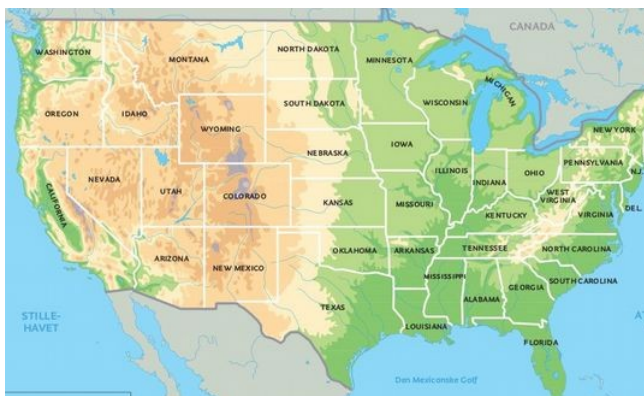 CANADA
WASHINGTON
MONTANA
NORTH DAKOTA
MINNESOTA
MICHIGAN
OREGON
IDAHO
SOUTH DAKOTA
WISCONSIN
NEW YORK
WYOMING
IOWA
PENNSYLVANIA
N.J.
NEBRASKA
NEVADA
UTAH
COLORADO
ILLINOIS
INDIANA
OHIO
WEST
VIRGINIA
DEL.
CALIFORNIA
KANSAS
MISSOURI
KENTUCKY
VIRGINIA
ARIZONA
NEW MEXICO
OKLAHOMA
ARKANSAS
TENNESSEE
NORTH CAROLINA
MISSISSIPPI
SOUTH CAROLINA
TEXAS
ALABAMA
GEORGIA
STILLE-
HAVET
LOUISIANA
FLORIDA
Den Mexicanske Golf